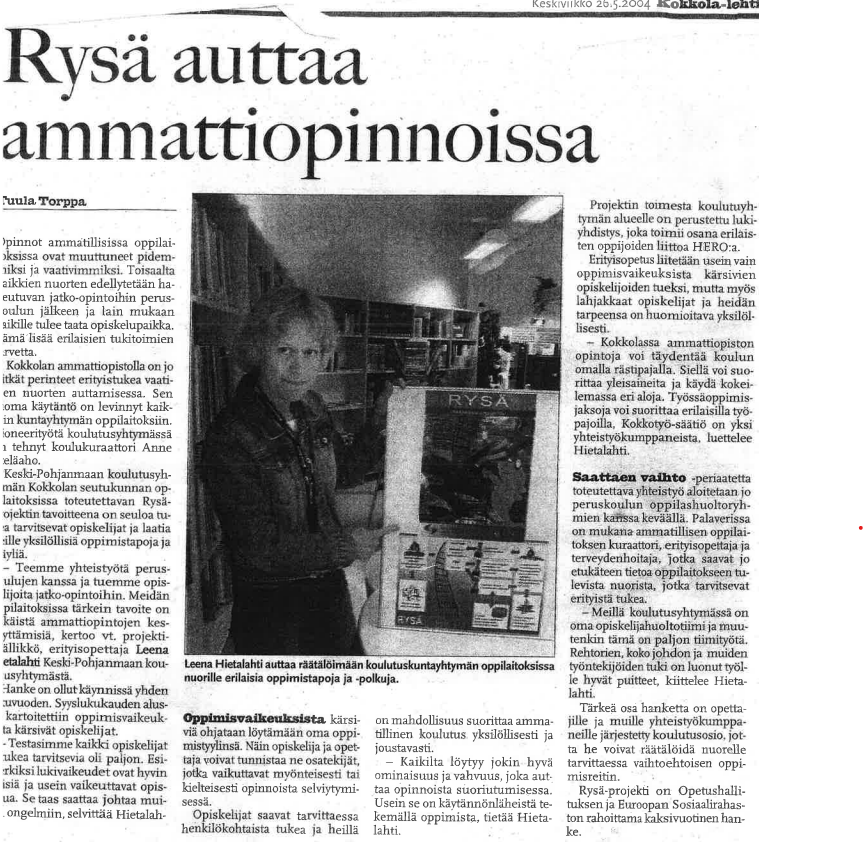 Keskiviikko 26.5.2004 Kokkola-lehti
Rysä auttaa
ammattiopinnoissa
Tuula Torppa
pinnot ammatillisissa oppilai-
oksissa ovat muuttuneet pidem-
miksi ja vaativimmiksi. Toisaalta
aikkien nuorten edellytetään ha-
eutuvan jatko-opintoihin perus-
oulun jälkeen ja lain mukaan
aikille tulee taata opiskelupaikka.
ämä lisää erilaisien tukitoimien
rvetta.
Kokkolan ammattiopistolla on jo
itkät perinteet erityistukea vaati-
en nuorten auttamisessa. Sen
oma käytäntö on levinnyt kaik-
in kuntayhtymän oppilaitoksiin.
ioneerityötä koulutusyhtymässä
tehnyt koulukuraattori Anne
eläaho.
Keski-Pohjanmaan koulutusyh-
män Kokkolan seutukunnan op-
laitoksissa toteutettavan Rysä-
ojektin tavoitteena on seuloa tu-
a tarvitsevat opiskelijat ja laatia
ille yksilöllisiä oppimistapoja ja
iyliä.
– Teemme yhteistyötä perus-
ulujen kanssa ja tuemme opis-
lijoita jatko-opintoihin. Meidän
pilaitoksissa tärkein tavoite on
käistä ammattiopintojen kes-
yttämisiä, kertoo vt. projekti-
ällikkö, erityisopettaja Leena
etalahti Keski-Pohjanmaan kou-
usyhtymästä.
Hanke on ollut käynnissä yhden
uvuoden. Syyslukukauden alus-
kartoitettiin oppimisvaikeuk-
ta kärsivät opiskelijat.
- Testasimme kaikki opiskelijat
ukea tarvitsevia oli paljon. Esi-
rkiksi lukivaikeudet ovat hyvin
isiä ja usein vaikeuttavat opis-
ua. Se taas saattaa johtaa mui-
ongelmiin, selvittää Hietalah-
RYSÄ
RYSÄ
Leena Hietalahti auttaa räätälöimään koulutuskuntayhtymän oppilaitoksissa
nuorille erilaisia oppimistapoja ja -polkuja.
Oppimisvaikeuksista kärsi-
viä ohjataan löytämään oma oppi-
mistyylinsä. Näin opiskelija ja opet-
taja voivat tunnistaa ne osatekijät,
jotka vaikuttavat myönteisesti tai
kielteisesti opinnoista selviytymi-
sessä.
Opiskelijat saavat tarvittaessa
henkilökohtaista tukea ja heillä
on mahdollisuus suorittaa amma-
tillinen koulutus yksilöllisesti ja
joustavasti.
– Kaikilta löytyy jokin hyvä
ominaisuus ja vahvuus, joka aut-
taa opinnoista suoriutumisessa.
Usein se on käytännönläheistä te-
kemällä oppimista, tietää Hieta-
lahti.
Projektin toimesta koulutuyh-
tymän alueelle on perustettu luki-
yhdistys, joka toimii osana erilais-
ten oppijoiden liittoa HERO:a.
Erityisopetus liitetään usein vain
oppimisvaikeuksista kärsivien
opiskelijoiden tueksi, mutta myös
lahjakkaat opiskelijat ja heidän
tarpeensa on huomioitava yksilöl-
lisesti.
– Kokkolassa ammattiopiston
opintoja voi täydentää koulun
omalla rästipajalla. Siellä voi suo-
rittaa yleisaineita ja käydä kokei-
lemassa eri aloja. Työssäoppimis-
jaksoja voi suorittaa erilaisilla työ-
pajoilla, Kokkotyö-säätiö on yksi
yhteistyökumppaneista, luettelee
Hietalahti.
Saattaen vaihto -periaatetta
toteutettava yhteistyö aloitetaan jo
peruskoulun oppilashuoltoryh-
mien kanssa keväällä. Palaverissa
on mukana ammatillisen oppilai-
toksen kuraattori, erityisopettaja ja
terveydenhoitaja, jotka saavat jo
etukäteen tietoa oppilaitokseen tu-
levista nuorista, jotka tarvitsevat
erityistä tukea.
– Meillä koulutusyhtymässä on
oma opiskelijahuoltotiimi ja muu-
tenkin tämä on paljon tiimityötä.
Rehtorien, koko johdon ja muiden
työntekijöiden tuki on luonut työl-
le hyvät puitteet, kiittelee Hieta-
lahti.
Tärkeä osa hanketta on opetta-
jille ja muille yhteistyökumppa-
neille järjestetty koulutusosio, jot-
ta he voivat räätälöidä nuorelle
tarvittaessa vaihtoehtoisen oppi-
misreitin.
Rysä-projekti on Opetushalli-
tuksen ja Euroopan Sosiaalirahas-
ton rahoittama kaksivuotinen han-
ke.